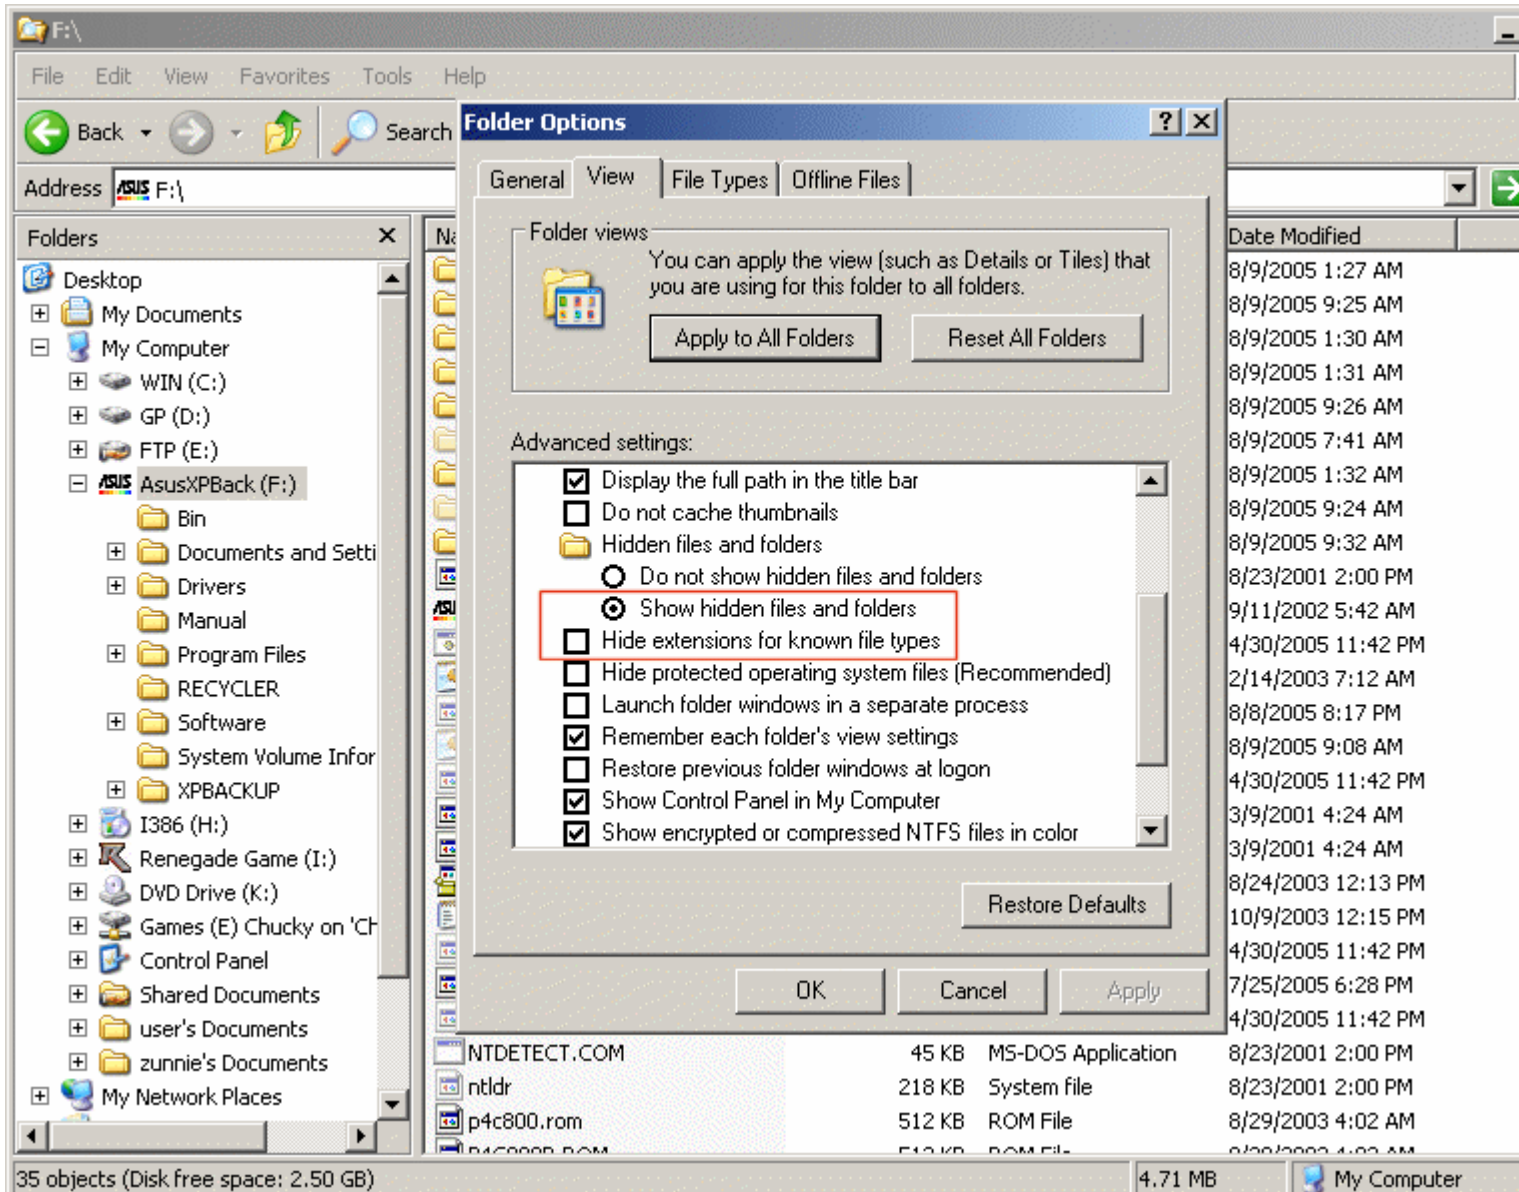 F:\
File Edit View Favorites Tools Help
Back Search
Address ASUS F:\
Folders
Desktop
My Documents
My Computer
WIN (C:)
GP (D:)
FTP (E:)
ASUS AsusXPBack (F:)
Bin
Documents and Setti
Drivers
Manual
Program Files
RECYCLER
Software
System Volume Infor
XPBACKUP
I386 (H:)
Renegade Game (I:)
DVD Drive (K:)
Games (E) Chucky on 'Ch
Control Panel
Shared Documents
user's Documents
zunnie's Documents
My Network Places
Folder Options
General View File Types Offline Files
Folder views
You can apply the view (such as Details or Tiles) that
you are using for this folder to all folders.
Apply to All Folders Reset All Folders
Advanced settings:
Display the full path in the title bar
Do not cache thumbnails
Hidden files and folders
Do not show hidden files and folders
Show hidden files and folders
Hide extensions for known file types
Hide protected operating system files (Recommended)
Launch folder windows in a separate process
Remember each folder's view settings
Restore previous folder windows at logon
Show Control Panel in My Computer
Show encrypted or compressed NTFS files in color
Restore Defaults
OK Cancel Apply
Date Modified
8/9/2005 1:27 AM
8/9/2005 9:25 AM
8/9/2005 1:30 AM
8/9/2005 1:31 AM
8/9/2005 9:26 AM
8/9/2005 7:41 AM
8/9/2005 1:32 AM
8/9/2005 9:24 AM
8/9/2005 9:32 AM
8/23/2001 2:00 PM
9/11/2002 5:42 AM
4/30/2005 11:42 PM
2/14/2003 7:12 AM
8/8/2005 8:17 PM
8/9/2005 9:08 AM
4/30/2005 11:42 PM
3/9/2001 4:24 AM
3/9/2001 4:24 AM
8/24/2003 12:13 PM
10/9/2003 12:15 PM
4/30/2005 11:42 PM
7/25/2005 6:28 PM
4/30/2005 11:42 PM
NTDETECT.COM 45 KB MS-DOS Application 8/23/2001 2:00 PM
ntldr 218 KB System file 8/23/2001 2:00 PM
p4c800.rom 512 KB ROM File 8/29/2003 4:02 AM
35 objects (Disk free space: 2.50 GB) 4.71 MB My Computer